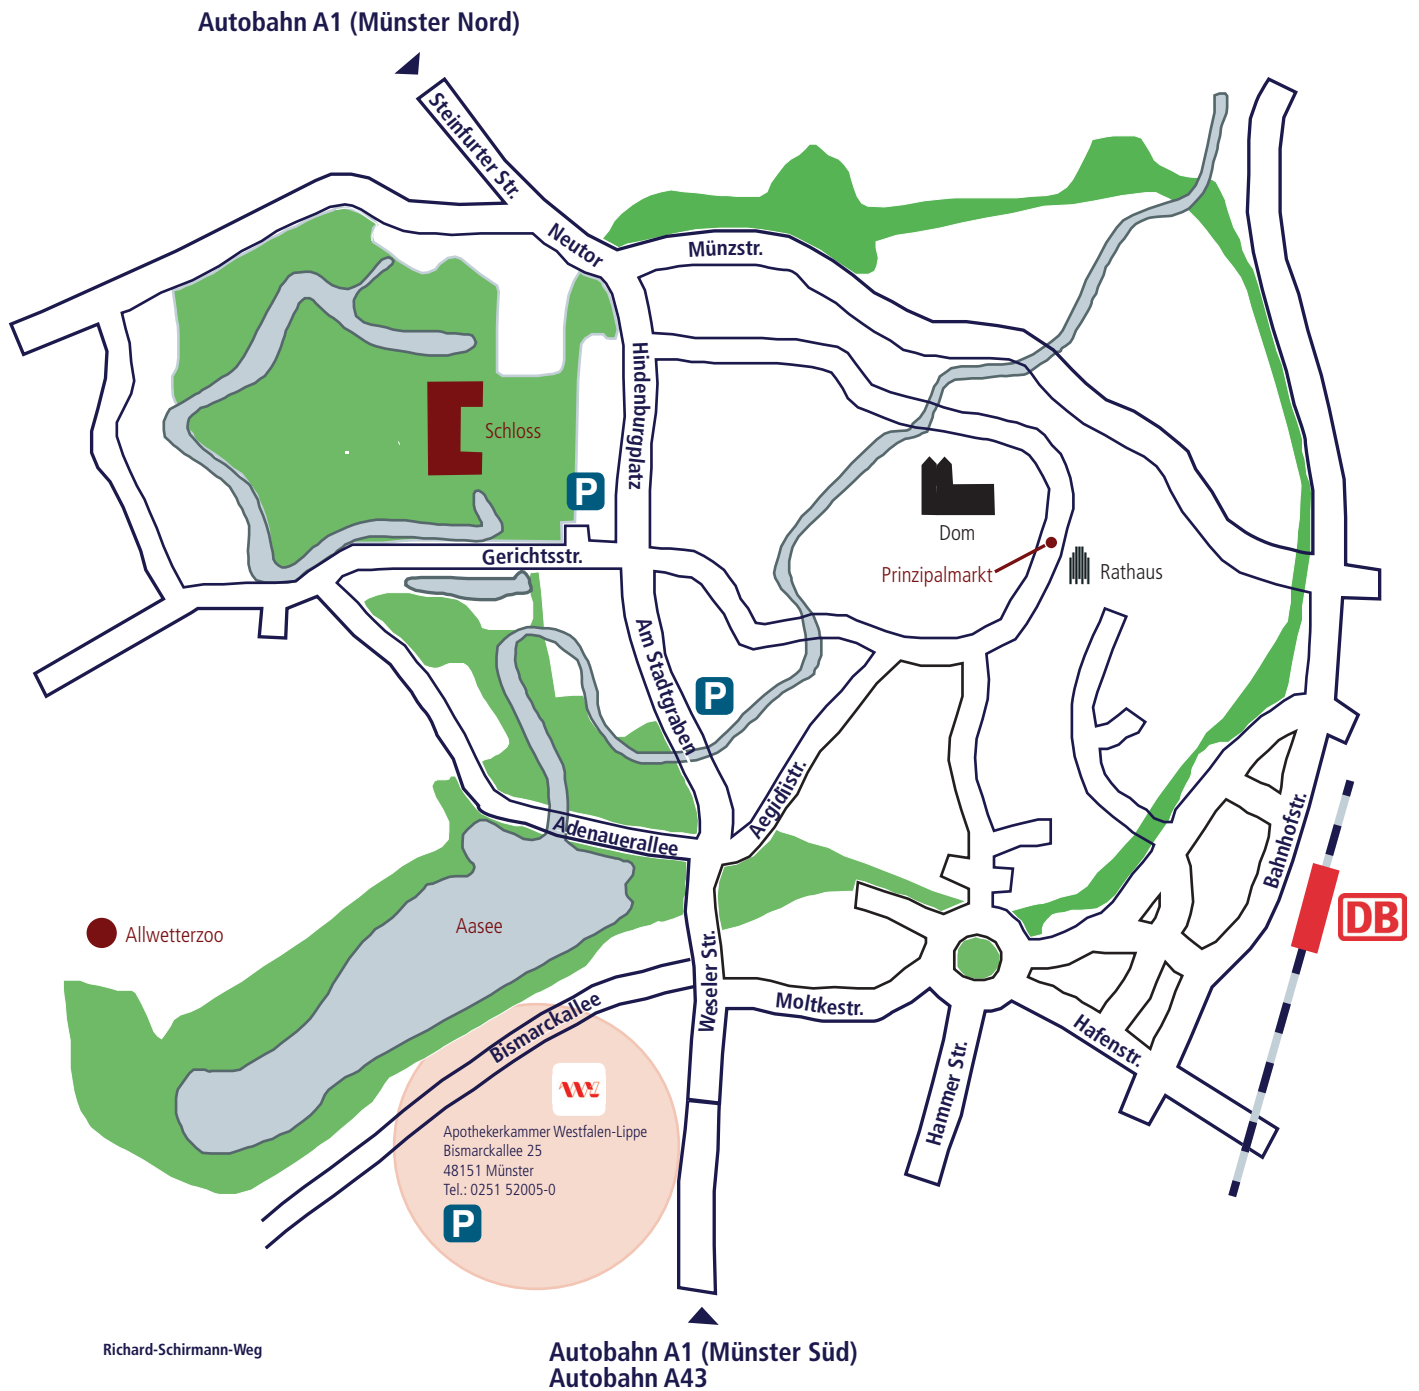 Autobahn A1 (Münster Nord)
Steinfurter Str.
Neutor
Münzstr.
Hindenburgplatz
Schloss
P
Dom
Gerichtsstr.
Prinzipalmarkt
Rathaus
Am Stadtgraben
P
Aegidiistr.
Adenauerallee
Bahnhofstr.
DB
Aasee
Allwetterzoo
Weseler Str.
Moltkestr.
Bismarckallee
Hafenstr.
Hammer Str.
Apothekerkammer Westfalen-Lippe
Bismarckallee 25
48151 Münster
Tel.: 0251 52005-0
P
Richard-Schirmann-Weg
Autobahn A1 (Münster Süd)
Autobahn A43